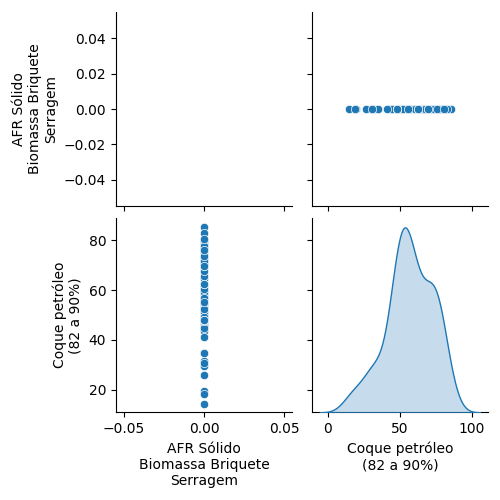 AFR Sólido
Biomassa Briquete
Serragem
0.04
0.02
0.00
−0.02
−0.04
Coque petróleo
(82 a 90%)
80
60
40
20
−0.05
0.00
0.05
AFR Sólido
Biomassa Briquete
Serragem
0
50
100
Coque petróleo
(82 a 90%)